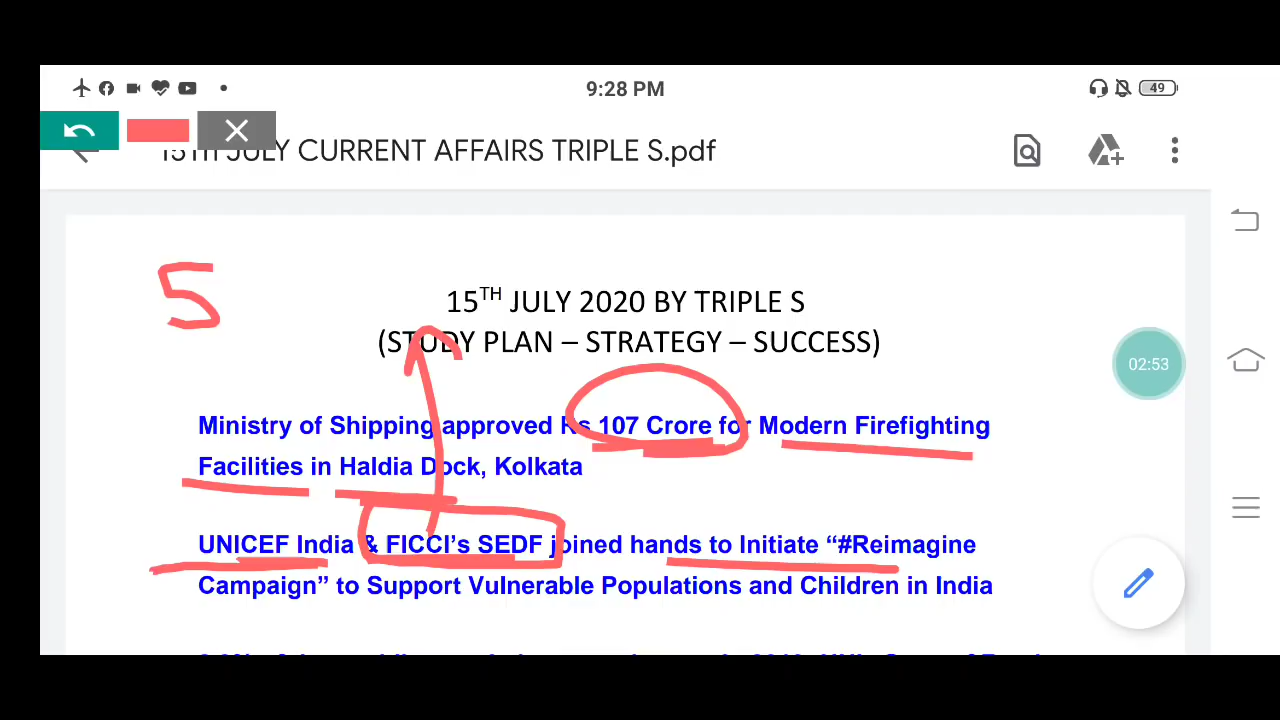 9:28 PM
49
15TH JULY CURRENT AFFAIRS TRIPLE S.pdf
5
15TH JULY 2020 BY TRIPLE S
(STUDY PLAN – STRATEGY – SUCCESS)
02:53
Ministry of Shipping approved Rs 107 Crore for Modern Firefighting
Facilities in Haldia Dock, Kolkata
UNICEF India & FICCI's SEDF joined hands to Initiate “#Reimagine
Campaign” to Support Vulnerable Populations and Children in India